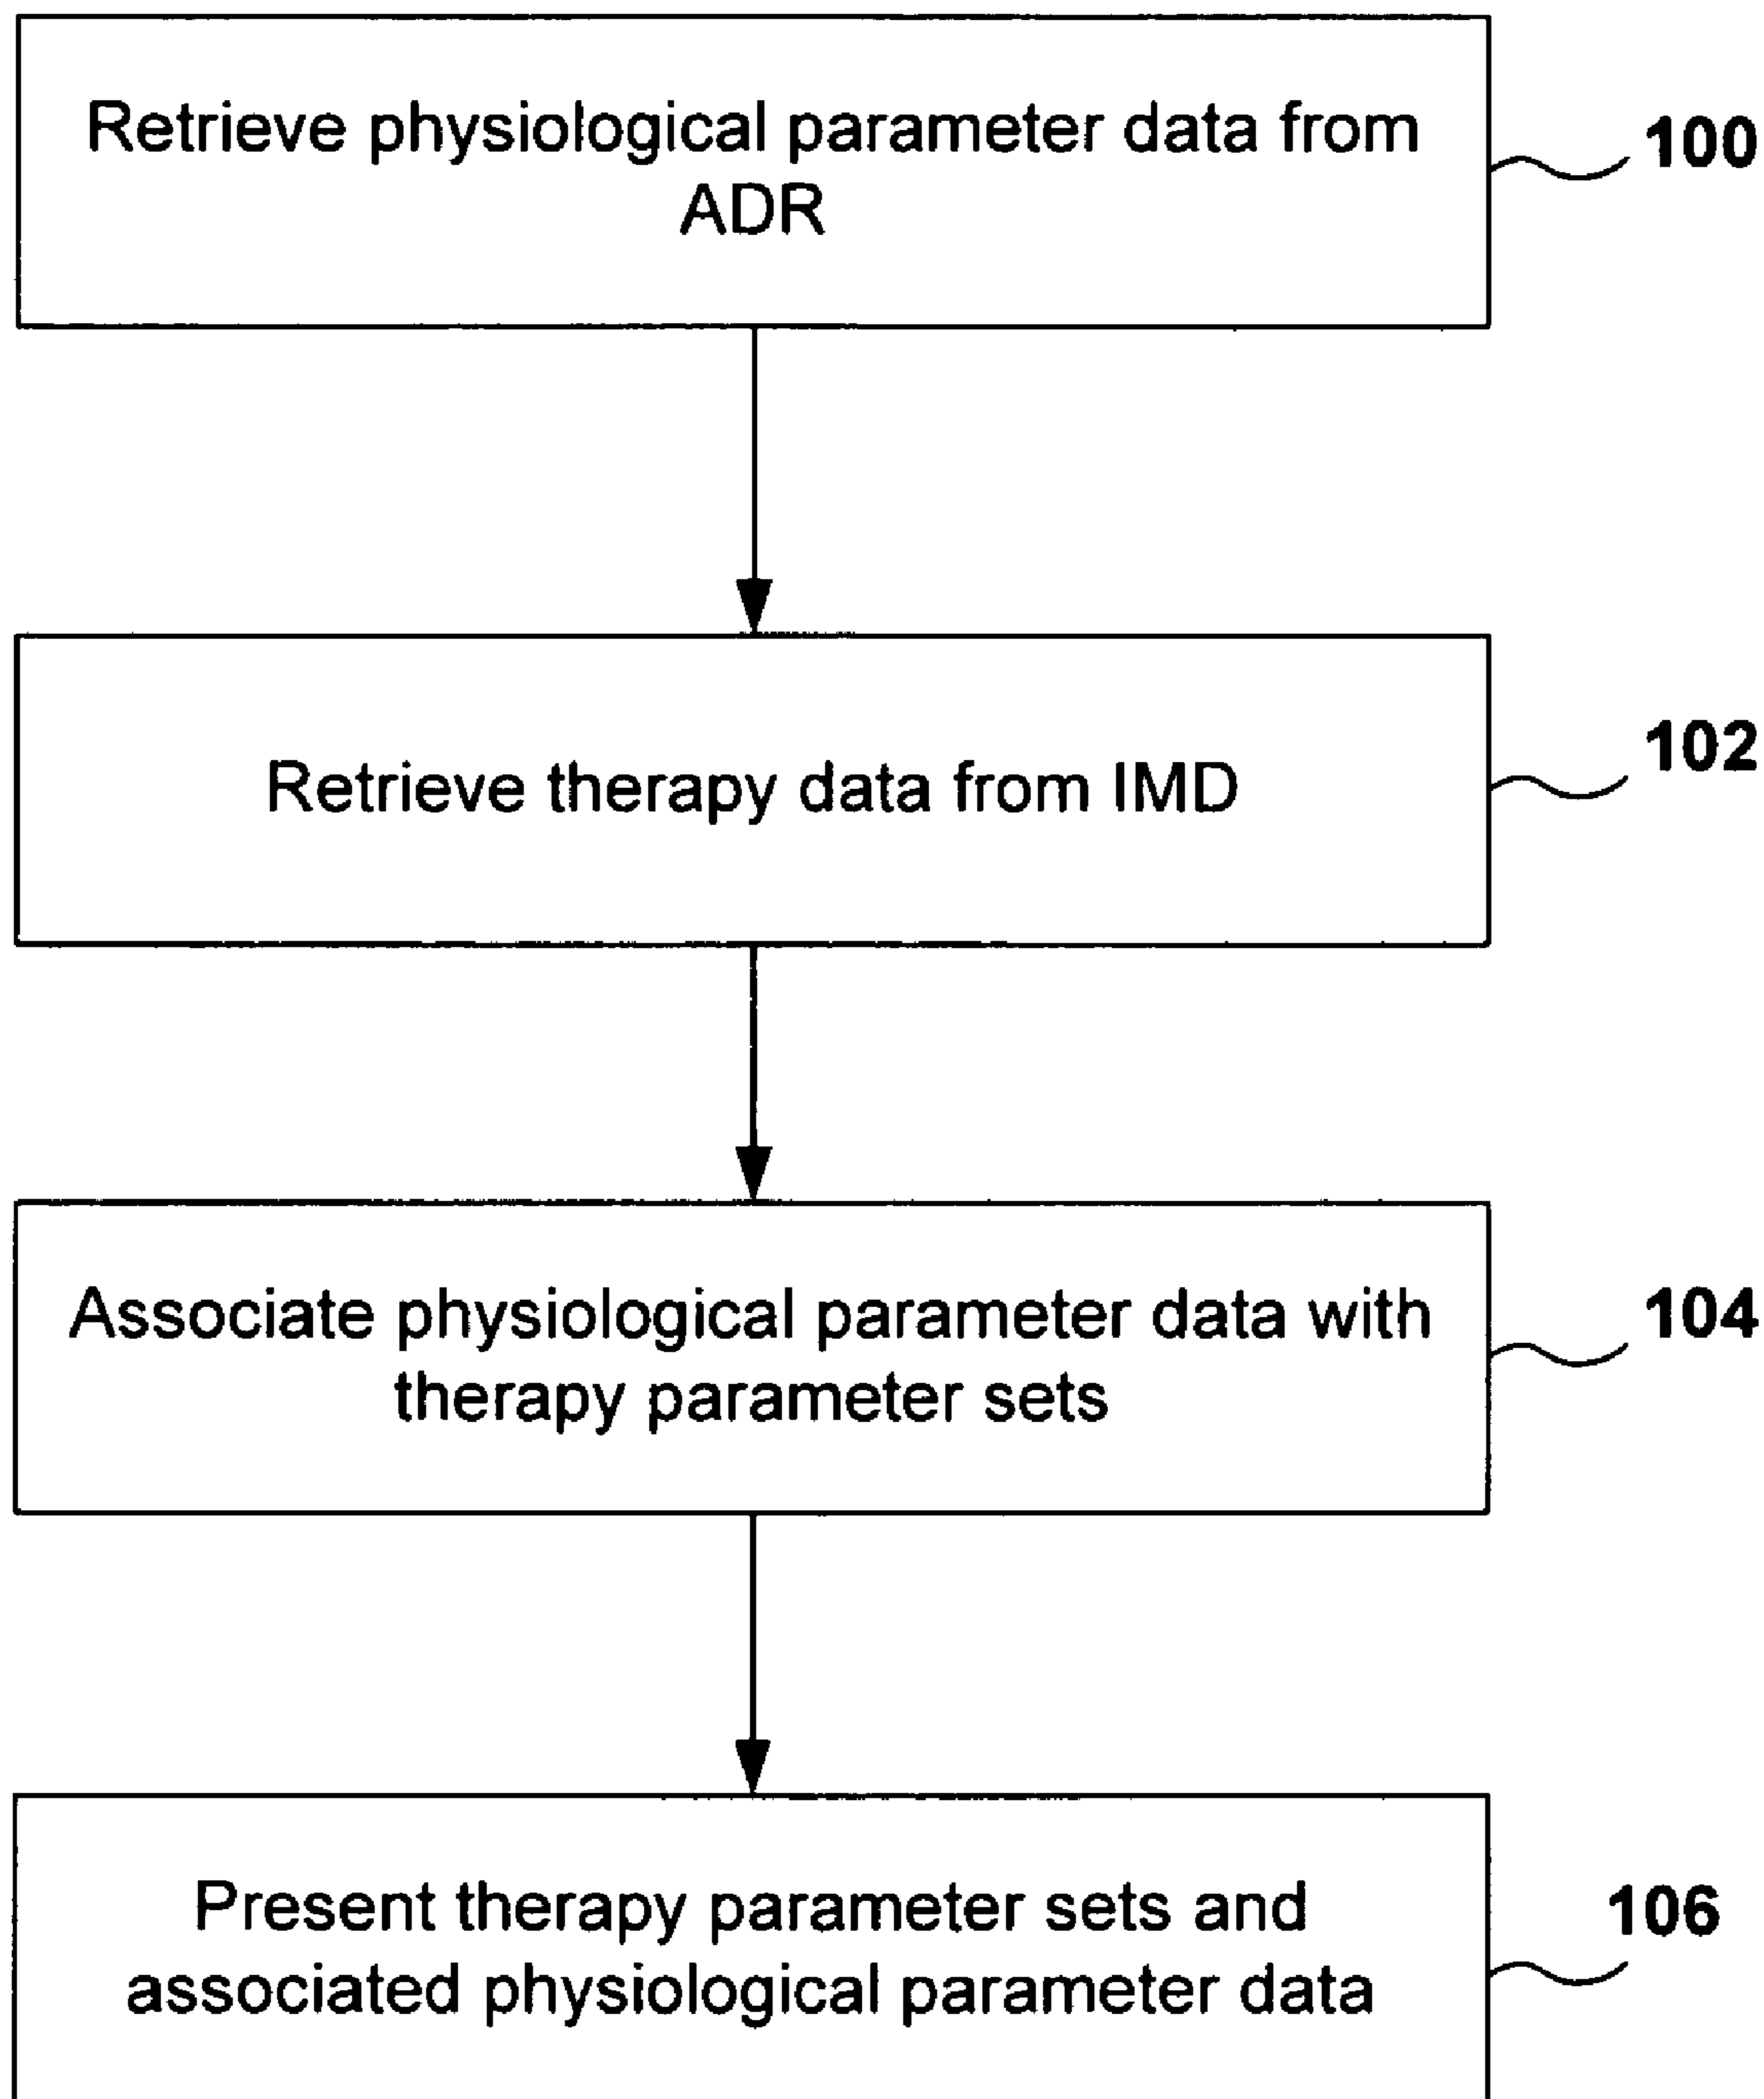 Retrieve physiological parameter data from
ADR
100
Retrieve therapy data from IMD
102
Associate physiological parameter data with
therapy parameter sets
104
Present therapy parameter sets and
associated physiological parameter data
106